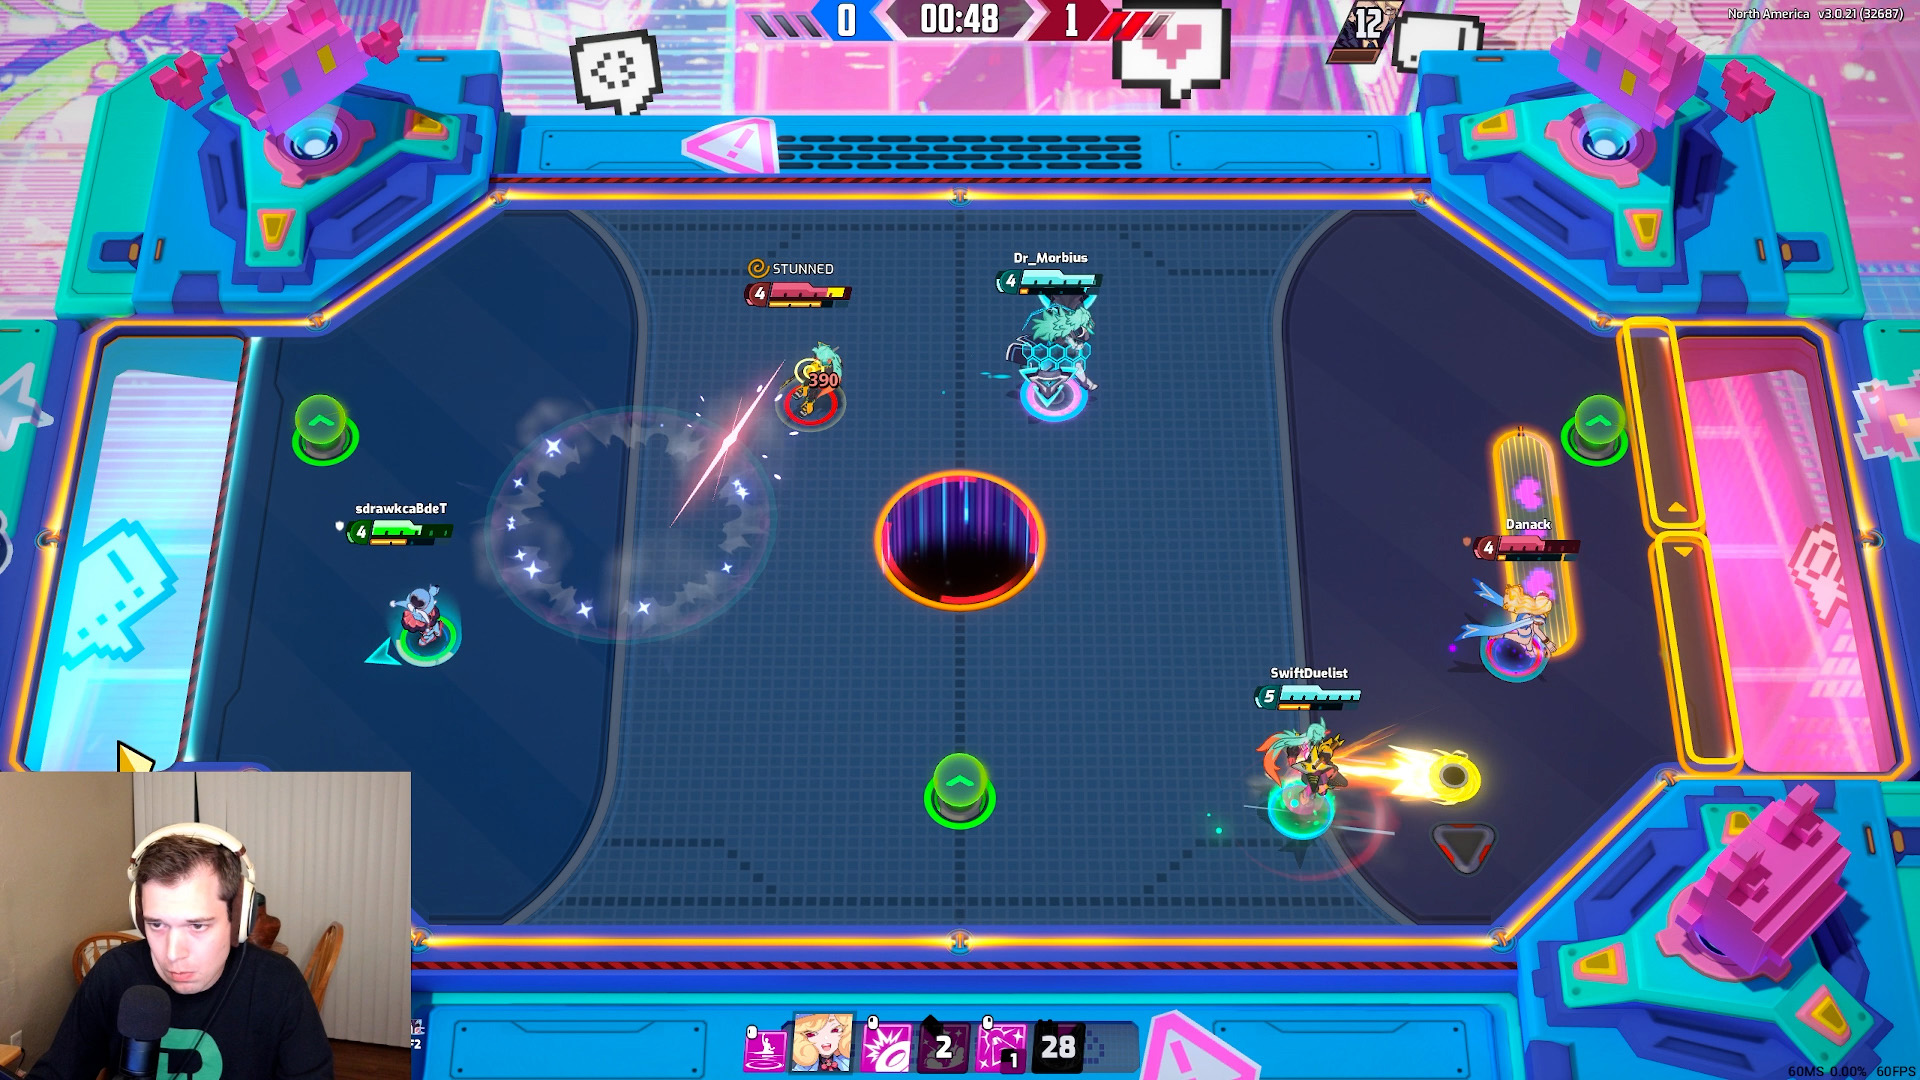 0
00:48
1
12
North America v3.0.21 (32687)
STUNNED
4
Dr_Morbius
4
390
sdrawkcaBdeT
4
Danack
4
SwiftDuelist
5
F2
2
1
28
60MS 0.00% 60FPS